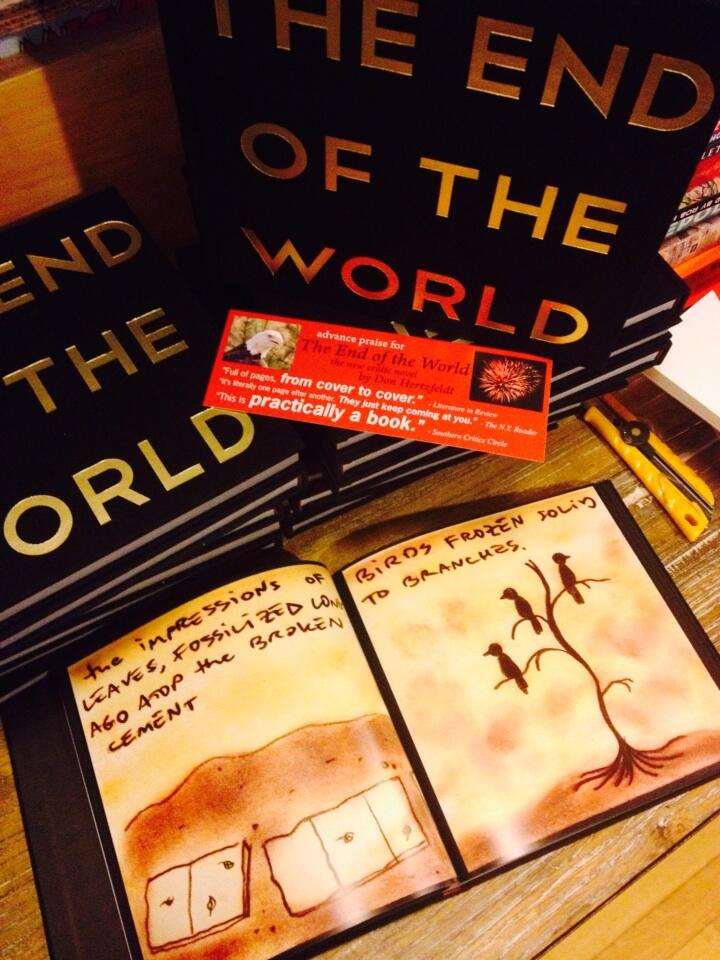 THE END
OF THE
WORLD
END
THE
ORLD
advance praise for
The End of the World
the new erotic novel
by Don Hertzfeldt
"Full of pages, from cover to cover." - Literature in Review
"It's literally one page after another. They just keep coming at you." - The N.Y. Reader
"This is practically a book." - Southern Critics Circle
the IMPRESSIONS OF
LEAVES, FOSSILIZED LONG
AGO ATOP the BROKEN
CEMENT
BIRDS FROZEN SOLID
TO BRANCHES.